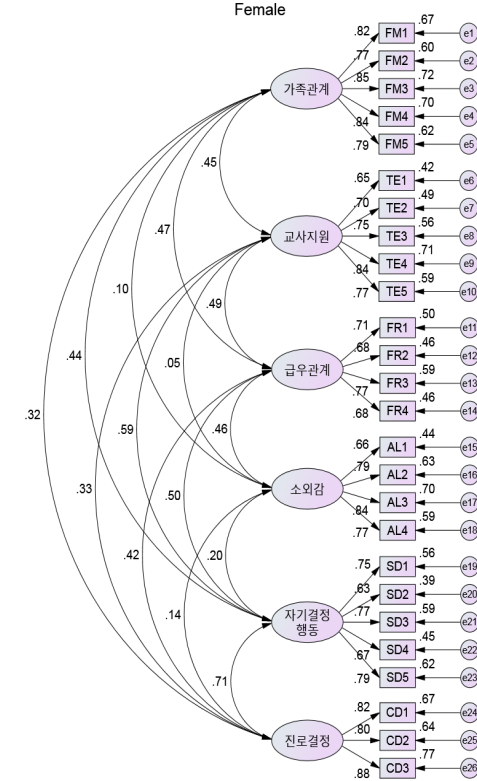 Female
.82 FM1 .67 e1
.77 FM2 .60 e2
.85 FM3 .72 e3
가족관계
.84 FM4 .70 e4
.79 FM5 .62 e5
.45
.65 TE1 .42 e6
.70 TE2 .49 e7
.75 TE3 .56 e8
교사지원
.47
.84 TE4 .71 e9
.77 TE5 .59 e10
.10
.49
.71 FR1 .50 e11
.68 FR2 .46 e12
.44
.05
급우관계
.77 FR3 .59 e13
.68 FR4 .46 e14
.32
.59
.46
.66 AL1 .44 e15
.79 AL2 .63 e16
.33
.50
소외감
.84 AL3 .70 e17
.77 AL4 .59 e18
.42
.20
.75 SD1 .56 e19
.63 SD2 .39 e20
.14
자기결정
행동
.77 SD3 .59 e21
.67 SD4 .45 e22
.79 SD5 .62 e23
.71
.82 CD1 .67 e24
.80 CD2 .64 e25
진로결정
.88 CD3 .77 e26